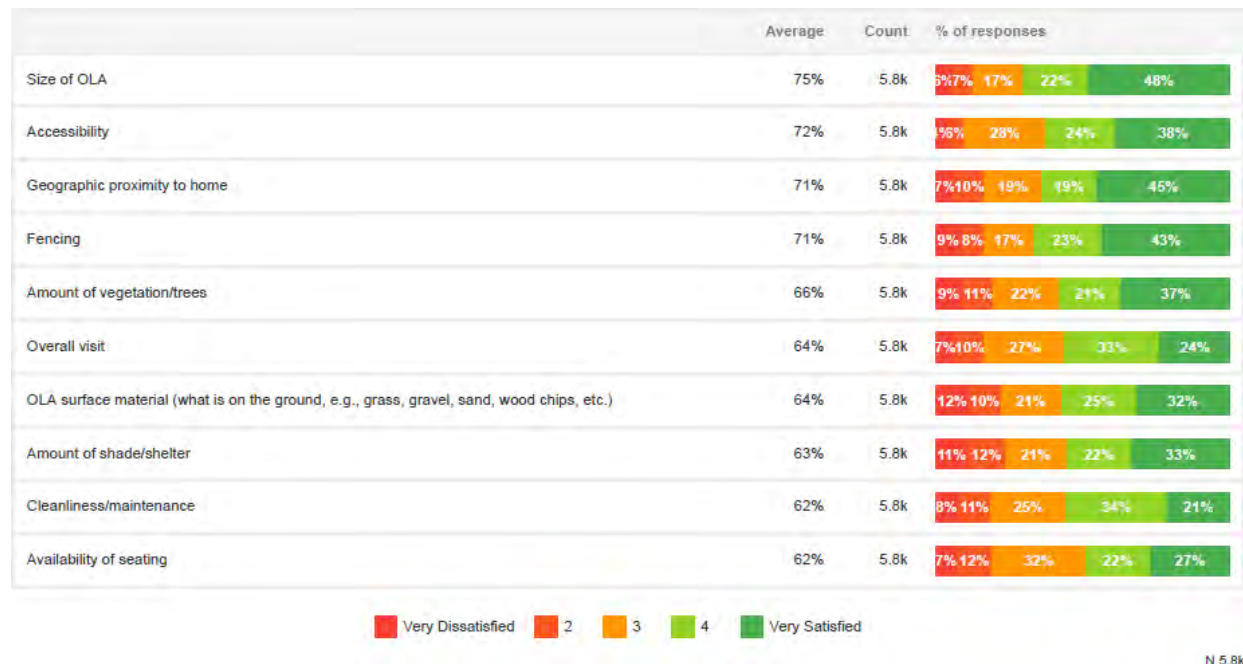 Average Count % of responses
Size of OLA 75% 5.8k 6% 7% 17% 22% 48%
Accessibility 72% 5.8k 6% 28% 24% 38%
Geographic proximity to home 71% 5.8k 7% 10% 19% 19% 45%
Fencing 71% 5.8k 9% 8% 17% 23% 43%
Amount of vegetation/trees 66% 5.8k 9% 11% 22% 21% 37%
Overall visit 64% 5.8k 7% 10% 27% 33% 24%
OLA surface material (what is on the ground, e.g., grass, gravel, sand, wood chips, etc.) 64% 5.8k 12% 10% 21% 25% 32%
Amount of shade/shelter 63% 5.8k 11% 12% 21% 22% 33%
Cleanliness/maintenance 62% 5.8k 8% 11% 25% 34% 21%
Availability of seating 62% 5.8k 7% 12% 32% 22% 27%
Very Dissatisfied 2 3 4 Very Satisfied
N 5.8k